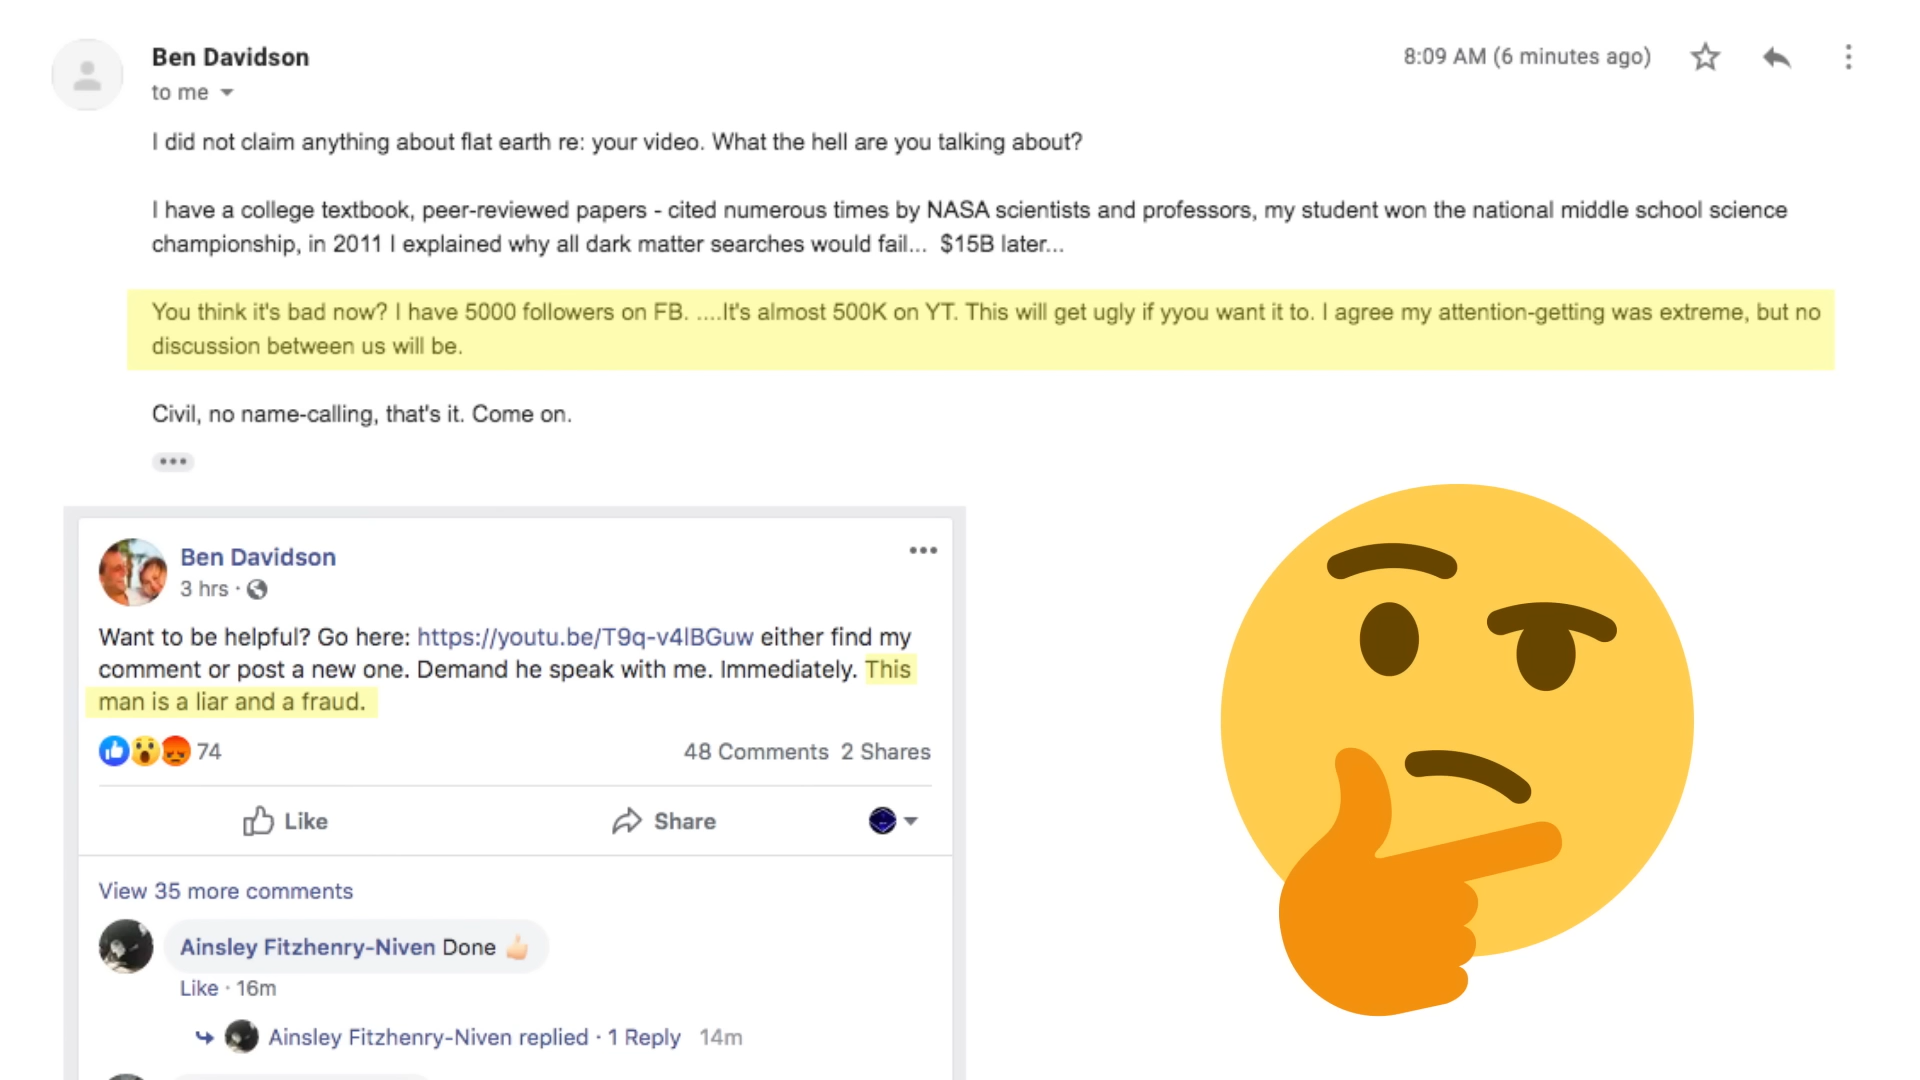 Ben Davidson
8:09 AM (6 minutes ago)
to me
I did not claim anything about flat earth re: your video. What the hell are you talking about?
I have a college textbook, peer-reviewed papers - cited numerous times by NASA scientists and professors, my student won the national middle school science
championship, in 2011 I explained why all dark matter searches would fail... $15B later...
You think it's bad now? I have 5000 followers on FB. ....It's almost 500K on YT. This will get ugly if yyou want it to. I agree my attention-getting was extreme, but no
discussion between us will be.
Civil, no name-calling, that's it. Come on.
Ben Davidson
3 hrs ·
Want to be helpful? Go here: https://youtu.be/T9q-v4lBGuw either find my
comment or post a new one. Demand he speak with me. Immediately. This
man is a liar and a fraud.
74
48 Comments 2 Shares
Like
Share
View 35 more comments
Ainsley Fitzhenry-Niven Done
Like · 16m
Ainsley Fitzhenry-Niven replied · 1 Reply 14m